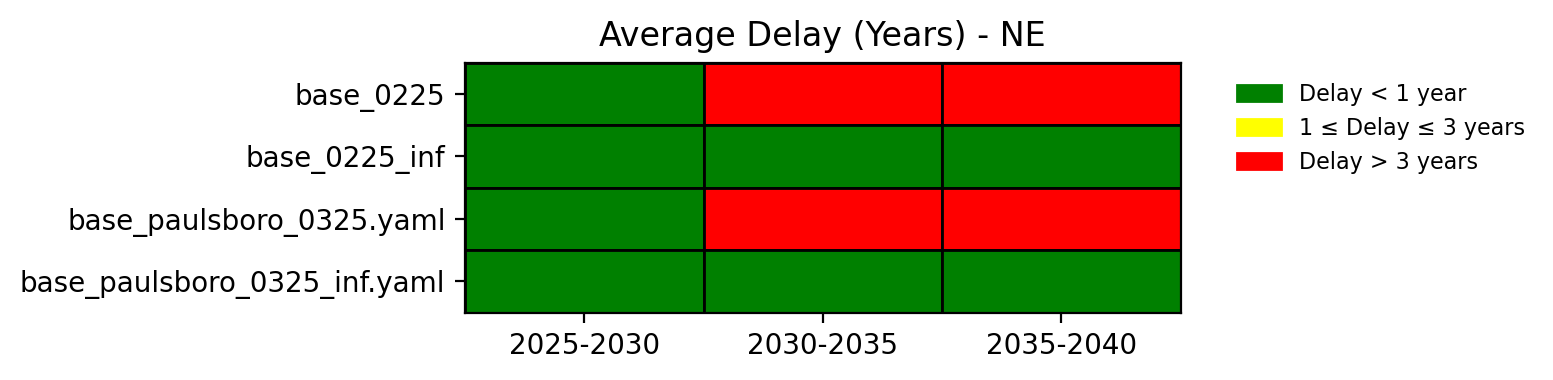 Average Delay (Years) - NE
base_0225
base_0225_inf
base_paulsboro_0325.yaml
base_paulsboro_0325_inf.yaml
2025-2030 2030-2035 2035-2040
Delay < 1 year
1 ≤ Delay ≤ 3 years
Delay > 3 years